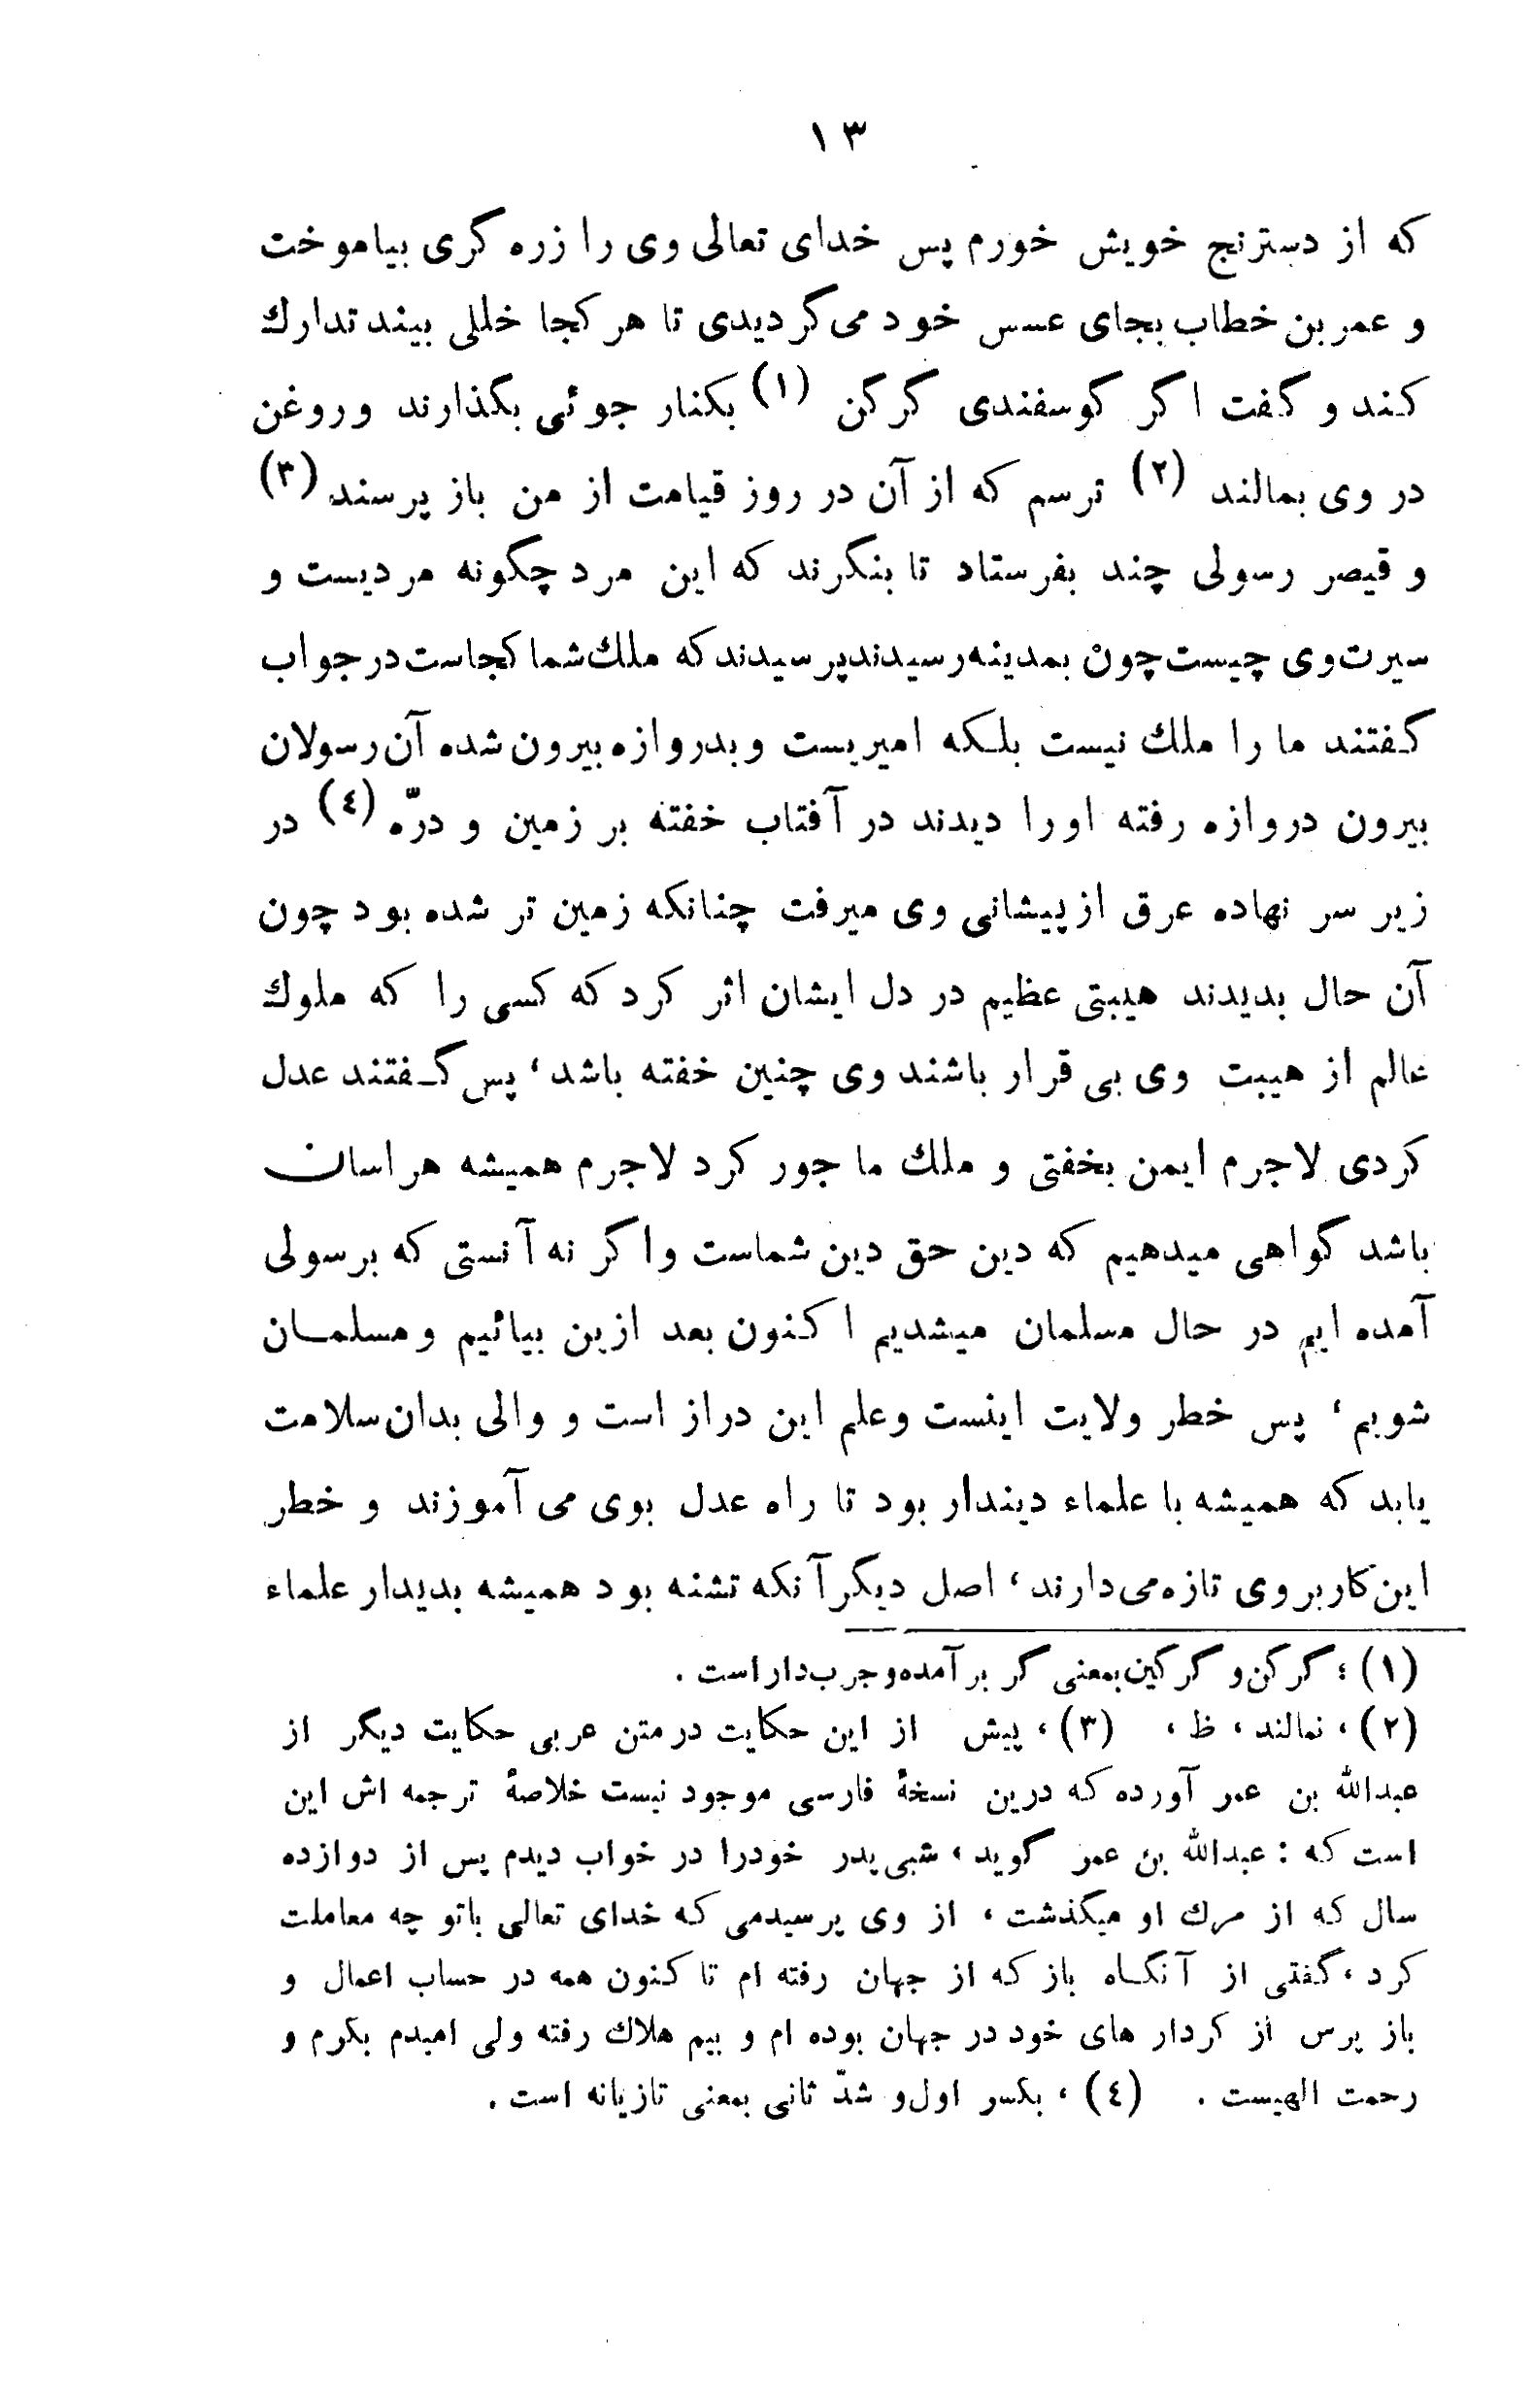 ١٣
که از دسترنج خویش خورم پس خدای تعالی وی را زره گری بیاموخت
و عمر بن خطاب بجای عسس خود می گردیدی تا هر کجا خللی بیند تدارك
کند و گفت اگر گوسفندی گرگن (١) بکنار جوئی بگذارند و روغن
در وی بمالند (٢) ترسم که از آن در روز قیامت از من باز پرسند (٣)
و قیصر رسولی چند بفرستاد تا بنگرند که این مرد چگونه مردیست و
سیرت وی چیست چون بمدینه رسیدند پرسیدند که ملك شما کجاست در جواب
گفتند ما را ملك نیست بلکه امیریست و بدروازه بیرون شده آن رسولان
بیرون دروازه رفته او را دیدند در آفتاب خفته بر زمین و درّه (٤) در
زیر سر نهاده عرق از پیشانی وی میرفت چنانکه زمین تر شده بود چون
آن حال بدیدند هیبتی عظیم در دل ایشان اثر کرد که کسی را که ملوك
عالم از هیبت وی بی قرار باشند وی چنین خفته باشد، پس گفتند عدل
کردی لاجرم ایمن بخفتی و ملك ما جور کرد لاجرم همیشه هراسان
باشد گواهی میدهیم که دین حق دین شماست و اگر نه آنستی که برسولی
آمده ایم در حال مسلمان میشدیم اکنون بعد ازین بیائیم و مسلمان
شویم، پس خطر ولایت اینست و علم این دراز است و والی بدان سلامت
یابد که همیشه با علماء دیندار بود تا راه عدل بوی می آموزند و خطر
این کار بر وی تازه می دارند، اصل دیگر آنکه تشنه بود همیشه بدیدار علماء
(١) ؛ گرگن و گرگین بمعنی گر برآمده و جرب دار است .
(٢) ، نمالند ، ظ ، (٣) ، پیش از این حکایت در متن عربی حکایت دیگر از
عبدالله بن عمر آورده که درین نسخهٔ فارسی موجود نیست خلاصهٔ ترجمه اش این
است که : عبدالله بن عمر گوید ، شبی پدر خودرا در خواب دیدم پس از دوازده
سال که از مرگ او میگذشت ، از وی پرسیدمی که خدای تعالی باتو چه معاملت
کرد ، گفتی از آنگاه باز که از جهان رفته ام تا کنون همه در حساب اعمال و
باز پرس از کردار های خود در جهان بوده ام و بیم هلاك رفته ولی امیدم بکرم و
رحمت الهیست . (٤) ، بکسر اول و شدّ ثانی بمعنی تازیانه است .